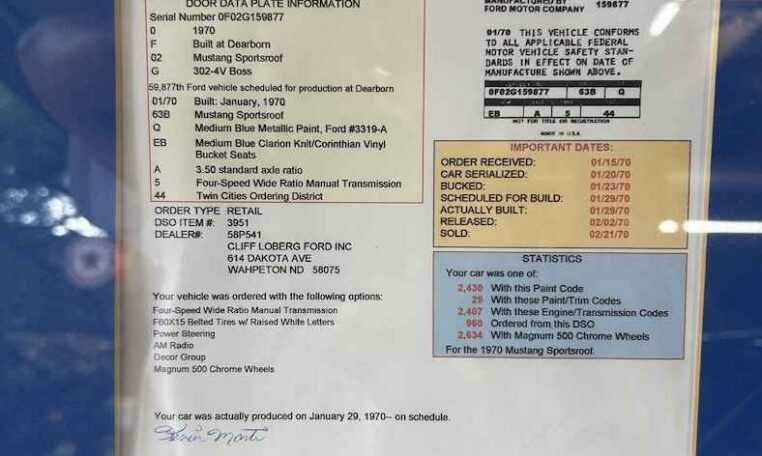 DOOR DATA PLATE INFORMATION
Serial Number 0F02G159877
0 1970
F Built at Dearborn
02 Mustang Sportsroof
G 302-4V Boss
59,877th Ford vehicle scheduled for production at Dearborn
01/70 Built: January, 1970
63B Mustang Sportsroof
Q Medium Blue Metallic Paint, Ford #3319-A
EB Medium Blue Clarion Knit/Corinthian Vinyl
Bucket Seats
A 3.50 standard axle ratio
5 Four-Speed Wide Ratio Manual Transmission
44 Twin Cities Ordering District
ORDER TYPE RETAIL
DSO ITEM #: 3951
DEALER#: 58P541
CLIFF LOBERG FORD INC
614 DAKOTA AVE
WAHPETON ND 58075
Your vehicle was ordered with the following options:
Four-Speed Wide Ratio Manual Transmission
F60X15 Belted Tires w/ Raised White Letters
Power Steering
AM Radio
Decor Group
Magnum 500 Chrome Wheels
Your car was actually produced on January 29, 1970-- on schedule.
Kevin Marti
MANUFACTURED BY 159877
FORD MOTOR COMPANY
01/70 THIS VEHICLE CONFORMS
TO ALL APPLICABLE FEDERAL
MOTOR VEHICLE SAFETY STAN-
DARDS IN EFFECT ON DATE OF
MANUFACTURE SHOWN ABOVE.
0F02G159877 63B Q
EB A 5 44
NOT FOR TITLE OR REGISTRATION
MADE IN U.S.A.
IMPORTANT DATES:
ORDER RECEIVED: 01/15/70
CAR SERIALIZED: 01/20/70
BUCKED: 01/23/70
SCHEDULED FOR BUILD: 01/29/70
ACTUALLY BUILT: 01/29/70
RELEASED: 02/02/70
SOLD: 02/21/70
STATISTICS
Your car was one of:
2,430 With this Paint Code
29 With these Paint/Trim Codes
2,407 With these Engine/Transmission Codes
960 Ordered from this DSO
2,634 With Magnum 500 Chrome Wheels
For the 1970 Mustang Sportsroof.